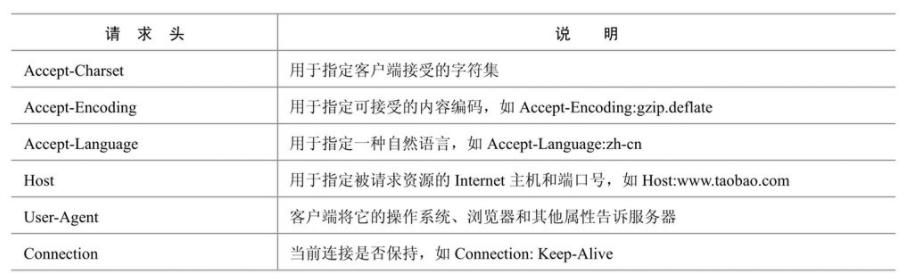 请 求 头 说 明
Accept-Charset 用于指定客户端接受的字符集
Accept-Encoding 用于指定可接受的内容编码，如 Accept-Encoding:gzip.deflate
Accept-Language 用于指定一种自然语言，如 Accept-Language:zh-cn
Host 用于指定被请求资源的 Internet 主机和端口号，如 Host:www.taobao.com
User-Agent 客户端将它的操作系统、浏览器和其他属性告诉服务器
Connection 当前连接是否保持，如 Connection: Keep-Alive